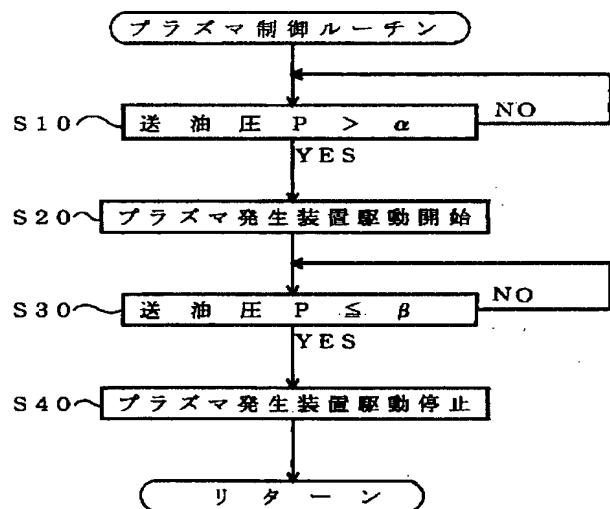 プラズマ制御ルーチン
S10
送油圧P > α
NO
YES
S20
プラズマ発生装置駆動開始
S30
送油圧P ≦ β
NO
YES
S40
プラズマ発生装置駆動停止
リターン